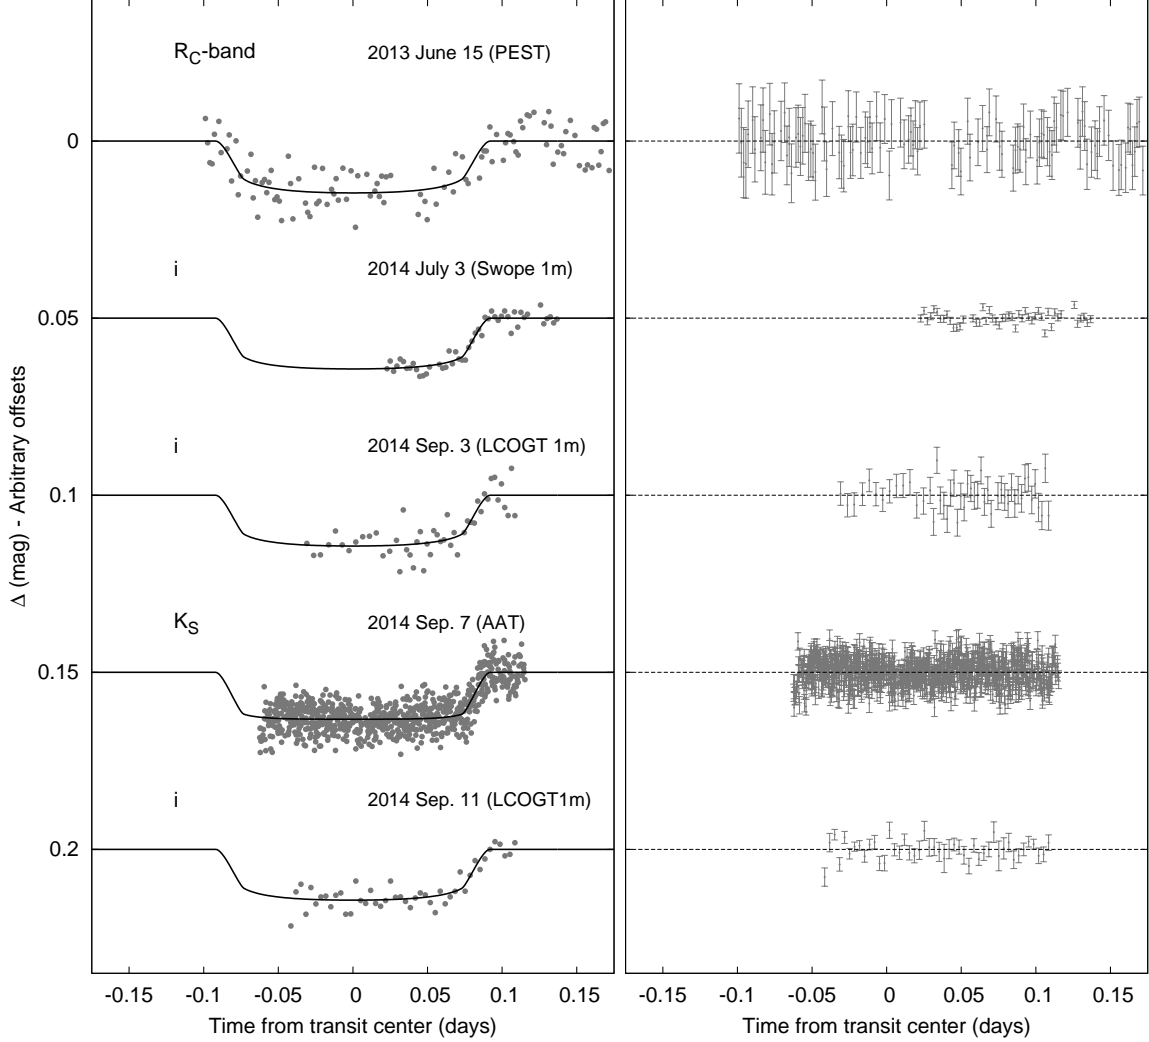 R_C-band 2013 June 15 (PEST)
0
i 2014 July 3 (Swope 1m)
0.05
i 2014 Sep. 3 (LCOGT 1m)
0.1
K_S 2014 Sep. 7 (AAT)
0.15
i 2014 Sep. 11 (LCOGT1m)
0.2
Δ (mag) - Arbitrary offsets
-0.15 -0.1 -0.05 0 0.05 0.1 0.15 -0.15 -0.1 -0.05 0 0.05 0.1 0.15
Time from transit center (days) Time from transit center (days)